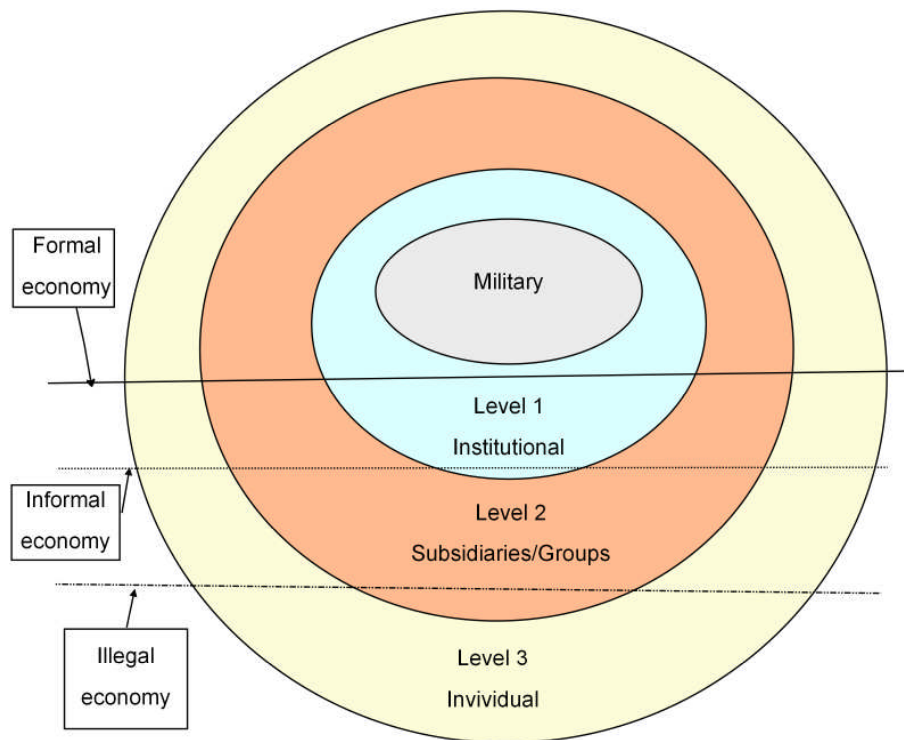 Formal
economy
Military
Level 1
Institutional
Informal
economy
Level 2
Subsidiaries/Groups
Illegal
economy
Level 3
Invividual